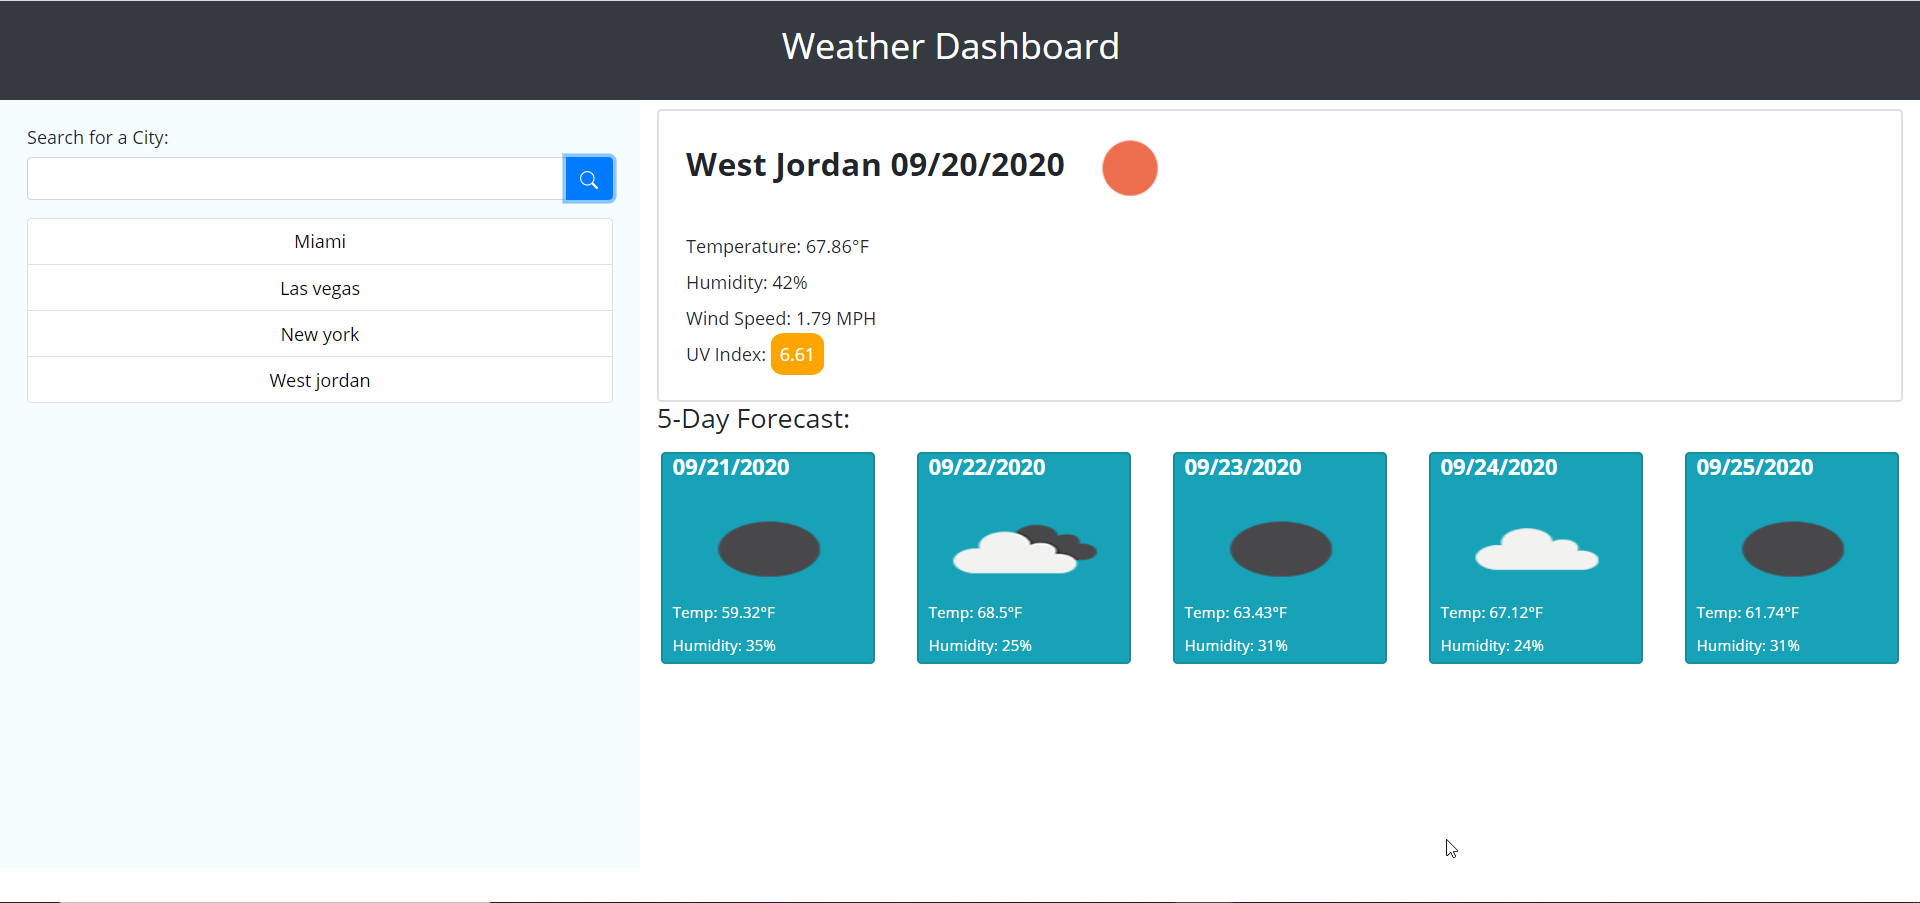 Weather Dashboard
Search for a City:
Miami
Las vegas
New york
West jordan
West Jordan 09/20/2020
Temperature: 67.86°F
Humidity: 42%
Wind Speed: 1.79 MPH
UV Index: 6.61
5-Day Forecast:
09/21/2020
Temp: 59.32°F
Humidity: 35%
09/22/2020
Temp: 68.5°F
Humidity: 25%
09/23/2020
Temp: 63.43°F
Humidity: 31%
09/24/2020
Temp: 67.12°F
Humidity: 24%
09/25/2020
Temp: 61.74°F
Humidity: 31%